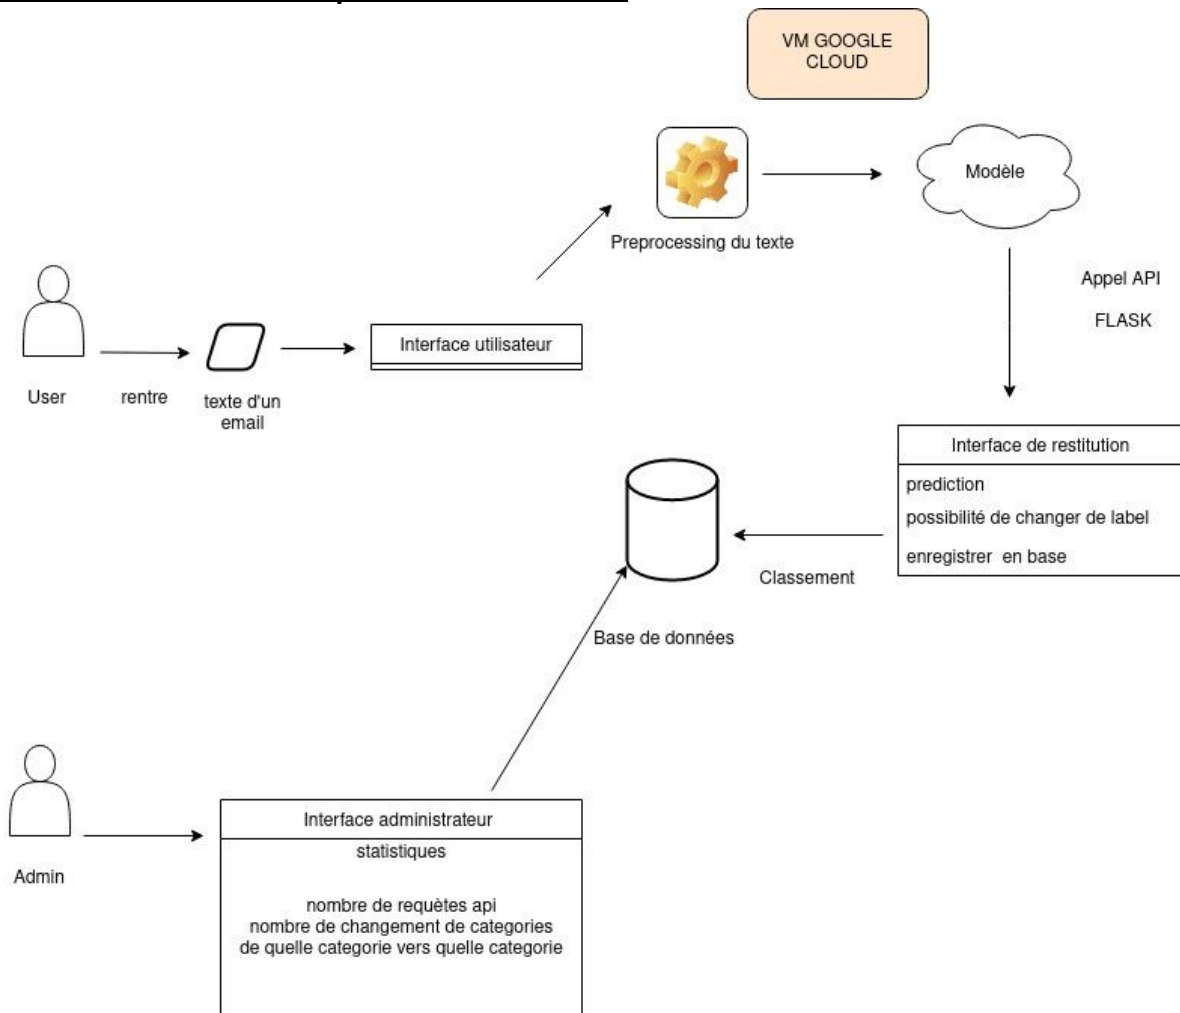 VM GOOGLE
CLOUD
Modèle
Preprocessing du texte
Appel API
FLASK
Interface utilisateur
User
rentre
texte d'un
email
Interface de restitution
prediction
possibilité de changer de label
enregistrer en base
Classement
Base de données
Admin
Interface administrateur
statistiques
nombre de requètes api
nombre de changement de categories
de quelle categorie vers quelle categorie